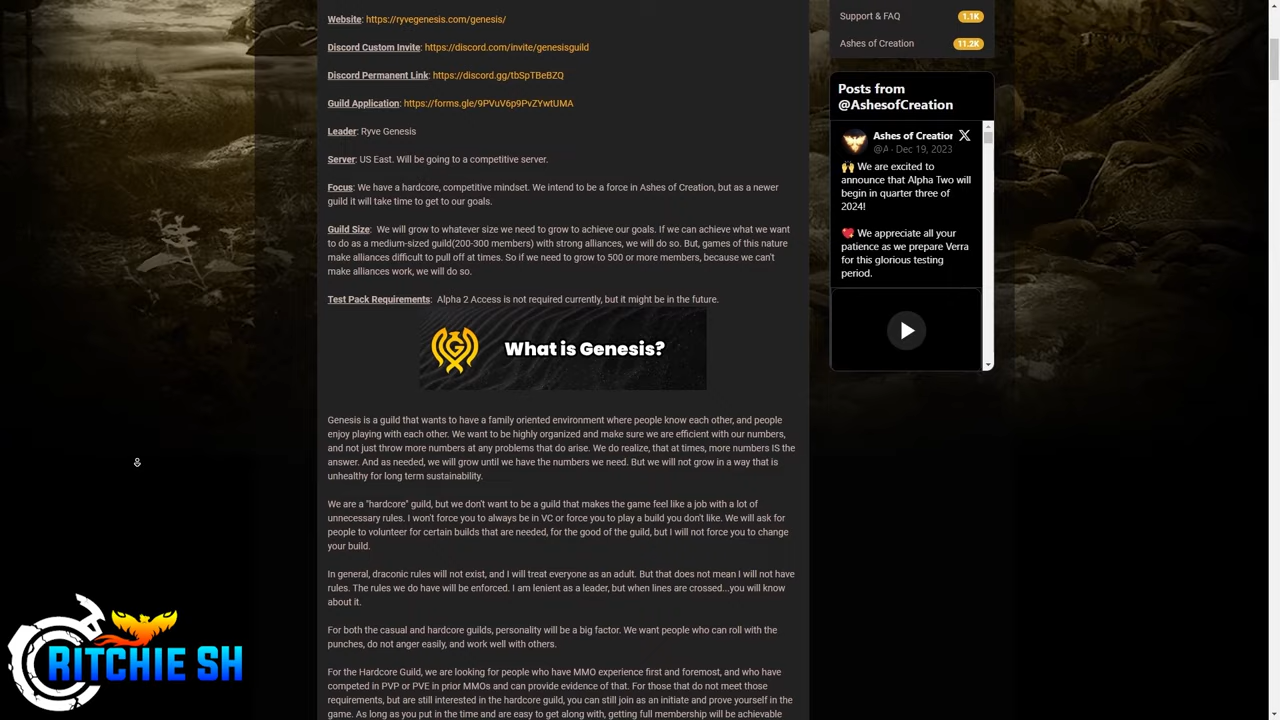 Website: https://ryvegenesis.com/genesis/
Discord Custom Invite: https://discord.com/invite/genesisguild
Discord Permanent Link: https://discord.gg/tbSpTBeBZQ
Guild Application: https://forms.gle/9PVuV6p9PvZYwtUMA
Leader: Ryve Genesis
Server: US East. Will be going to a competitive server.
Focus: We have a hardcore, competitive mindset. We intend to be a force in Ashes of Creation, but as a newer
guild it will take time to get to our goals.
Guild Size:  We will grow to whatever size we need to grow to achieve our goals. If we can achieve what we want
to do as a medium-sized guild(200-300 members) with strong alliances, we will do so. But, games of this nature
make alliances difficult to pull off at times. So if we need to grow to 500 or more members, because we can't
make alliances work, we will do so.
Test Pack Requirements:  Alpha 2 Access is not required currently, but it might be in the future.
What is Genesis?
Genesis is a guild that wants to have a family oriented environment where people know each other, and people
enjoy playing with each other. We want to be highly organized and make sure we are efficient with our numbers,
and not just throw more numbers at any problems that do arise. We do realize, that at times, more numbers IS the
answer. And as needed, we will grow until we have the numbers we need. But we will not grow in a way that is
unhealthy for long term sustainability.
We are a "hardcore" guild, but we don't want to be a guild that makes the game feel like a job with a lot of
unnecessary rules. I won't force you to always be in VC or force you to play a build you don't like. We will ask for
people to volunteer for certain builds that are needed, for the good of the guild, but I will not force you to change
your build.
In general, draconic rules will not exist, and I will treat everyone as an adult. But that does not mean I will not have
rules. The rules we do have will be enforced. I am lenient as a leader, but when lines are crossed...you will know
about it.
For both the casual and hardcore guilds, personality will be a big factor. We want people who can roll with the
punches, do not anger easily, and work well with others.
For the Hardcore Guild, we are looking for people who have MMO experience first and foremost, and who have
competed in PVP or PVE in prior MMOs and can provide evidence of that. For those that do not meet those
requirements, but are still interested in the hardcore guild, you can still join as an initiate and prove yourself in the
game. As long as you put in the time and are easy to get along with, getting full membership will be achievable
Support & FAQ 1.1K
Ashes of Creation 11.2K
Posts from
@AshesofCreation
Ashes of Creation
@A · Dec 19, 2023
🙌 We are excited to
announce that Alpha Two will
begin in quarter three of
2024!
We appreciate all your
patience as we prepare Verra
for this glorious testing
period.
RITCHIE SH